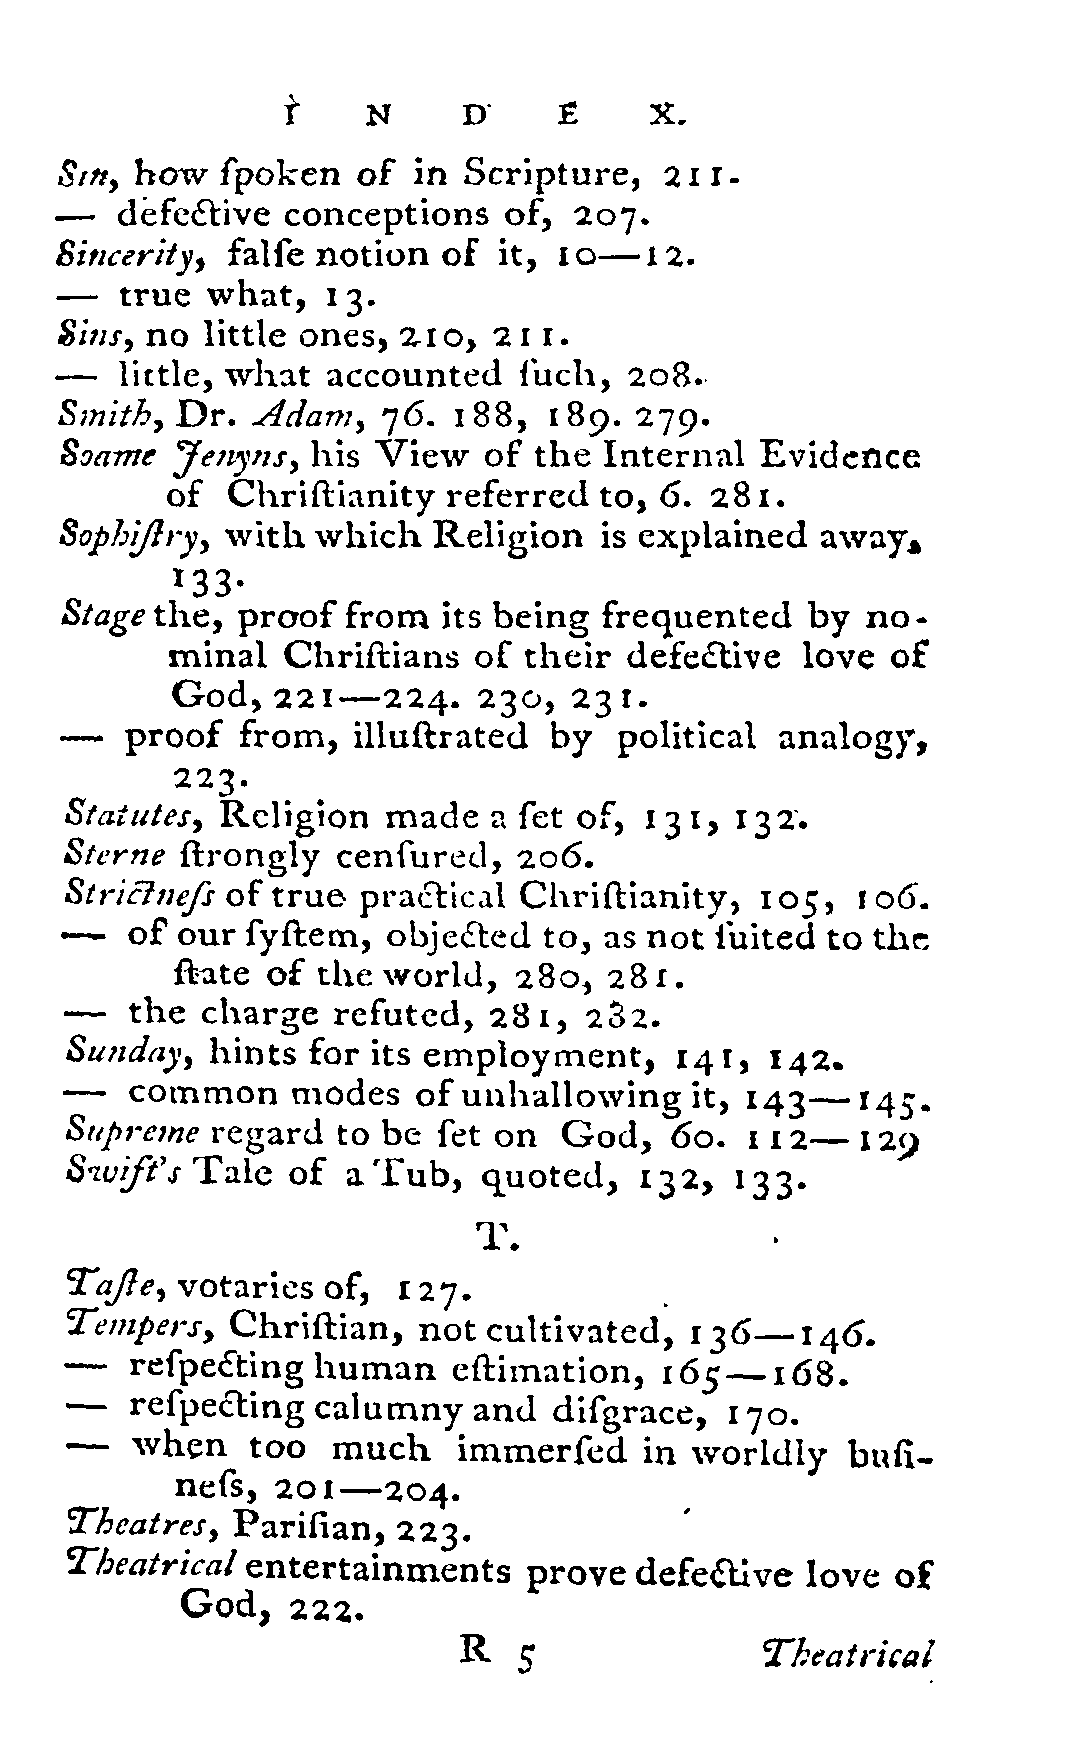 I N D E X.
Sin, how ſpoken of in Scripture, 211.
— defective conceptions of, 207.
Sincerity, falſe notion of it, 10—12.
— true what, 13.
Sins, no little ones, 210, 211.
— little, what accounted ſuch, 208.
Smith, Dr. Adam, 76. 188, 189. 279.
Soame Jenyns, his View of the Internal Evidence
of Chriſtianity referred to, 6. 281.
Sophiſtry, with which Religion is explained away,
133.
Stage the, proof from its being frequented by no-
minal Chriſtians of their defective love of
God, 221—224. 230, 231.
— proof from, illuſtrated by political analogy,
223.
Statutes, Religion made a ſet of, 131, 132.
Sterne ſtrongly cenſured, 206.
Strictneſs of true practical Chriſtianity, 105, 106.
— of our ſyſtem, objected to, as not ſuited to the
ſtate of the world, 280, 281.
— the charge refuted, 281, 282.
Sunday, hints for its employment, 141, 142.
— common modes of unhallowing it, 143—145.
Supreme regard to be ſet on God, 60. 112—129
Swift's Tale of a Tub, quoted, 132, 133.
T.
Taſte, votaries of, 127.
Tempers, Chriſtian, not cultivated, 136—146.
— reſpecting human eſtimation, 165—168.
— reſpecting calumny and diſgrace, 170.
— when too much immerſed in worldly buſi-
neſs, 201—204.
Theatres, Pariſian, 223.
Theatrical entertainments prove defective love of
God, 222.
R 5 Theatrical